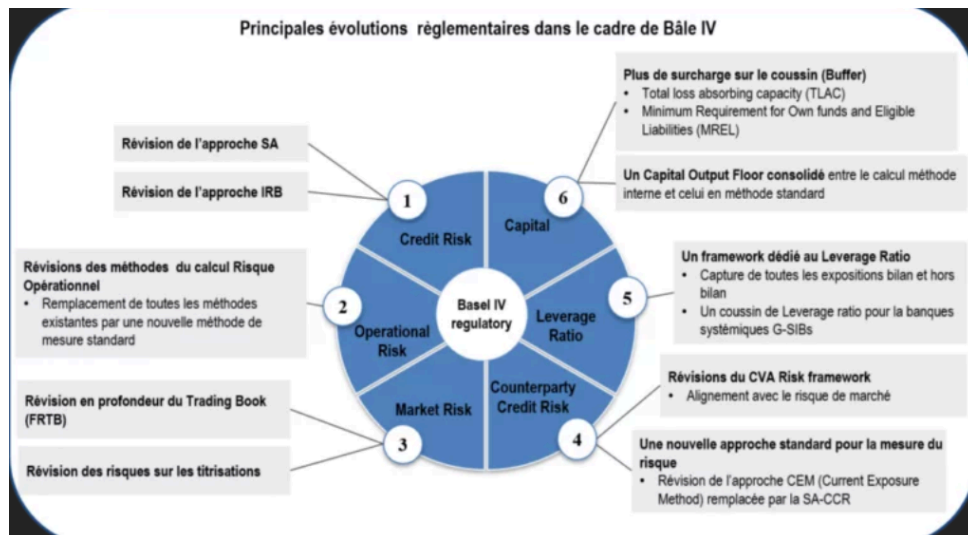 Principales évolutions règlementaires dans le cadre de Bâle IV
Révision de l'approche SA
Révision de l'approche IRB
Révisions des méthodes du calcul Risque
Opérationnel
• Remplacement de toutes les méthodes
existantes par une nouvelle méthode de
mesure standard
Révision en profondeur du Trading Book
(FRTB)
Révision des risques sur les titrisations
1
Credit Risk
2
Operational
Risk
3
Market Risk
Basel IV
regulatory
6
Capital
5
Leverage
Ratio
4
Counterparty
Credit Risk
Plus de surcharge sur le coussin (Buffer)
• Total loss absorbing capacity (TLAC)
• Minimum Requirement for Own funds and Eligible
Liabilities (MREL)
Un Capital Output Floor consolidé entre le calcul méthode
interne et celui en méthode standard
Un framework dédié au Leverage Ratio
• Capture de toutes les expositions bilan et hors
bilan
• Un coussin de Leverage ratio pour la banques
systémiques G-SIBs
Révisions du CVA Risk framework
• Alignement avec le risque de marché
Une nouvelle approche standard pour la mesure du
risque
• Révision de l'approche CEM (Current Exposure
Method) remplacée par la SA-CCR